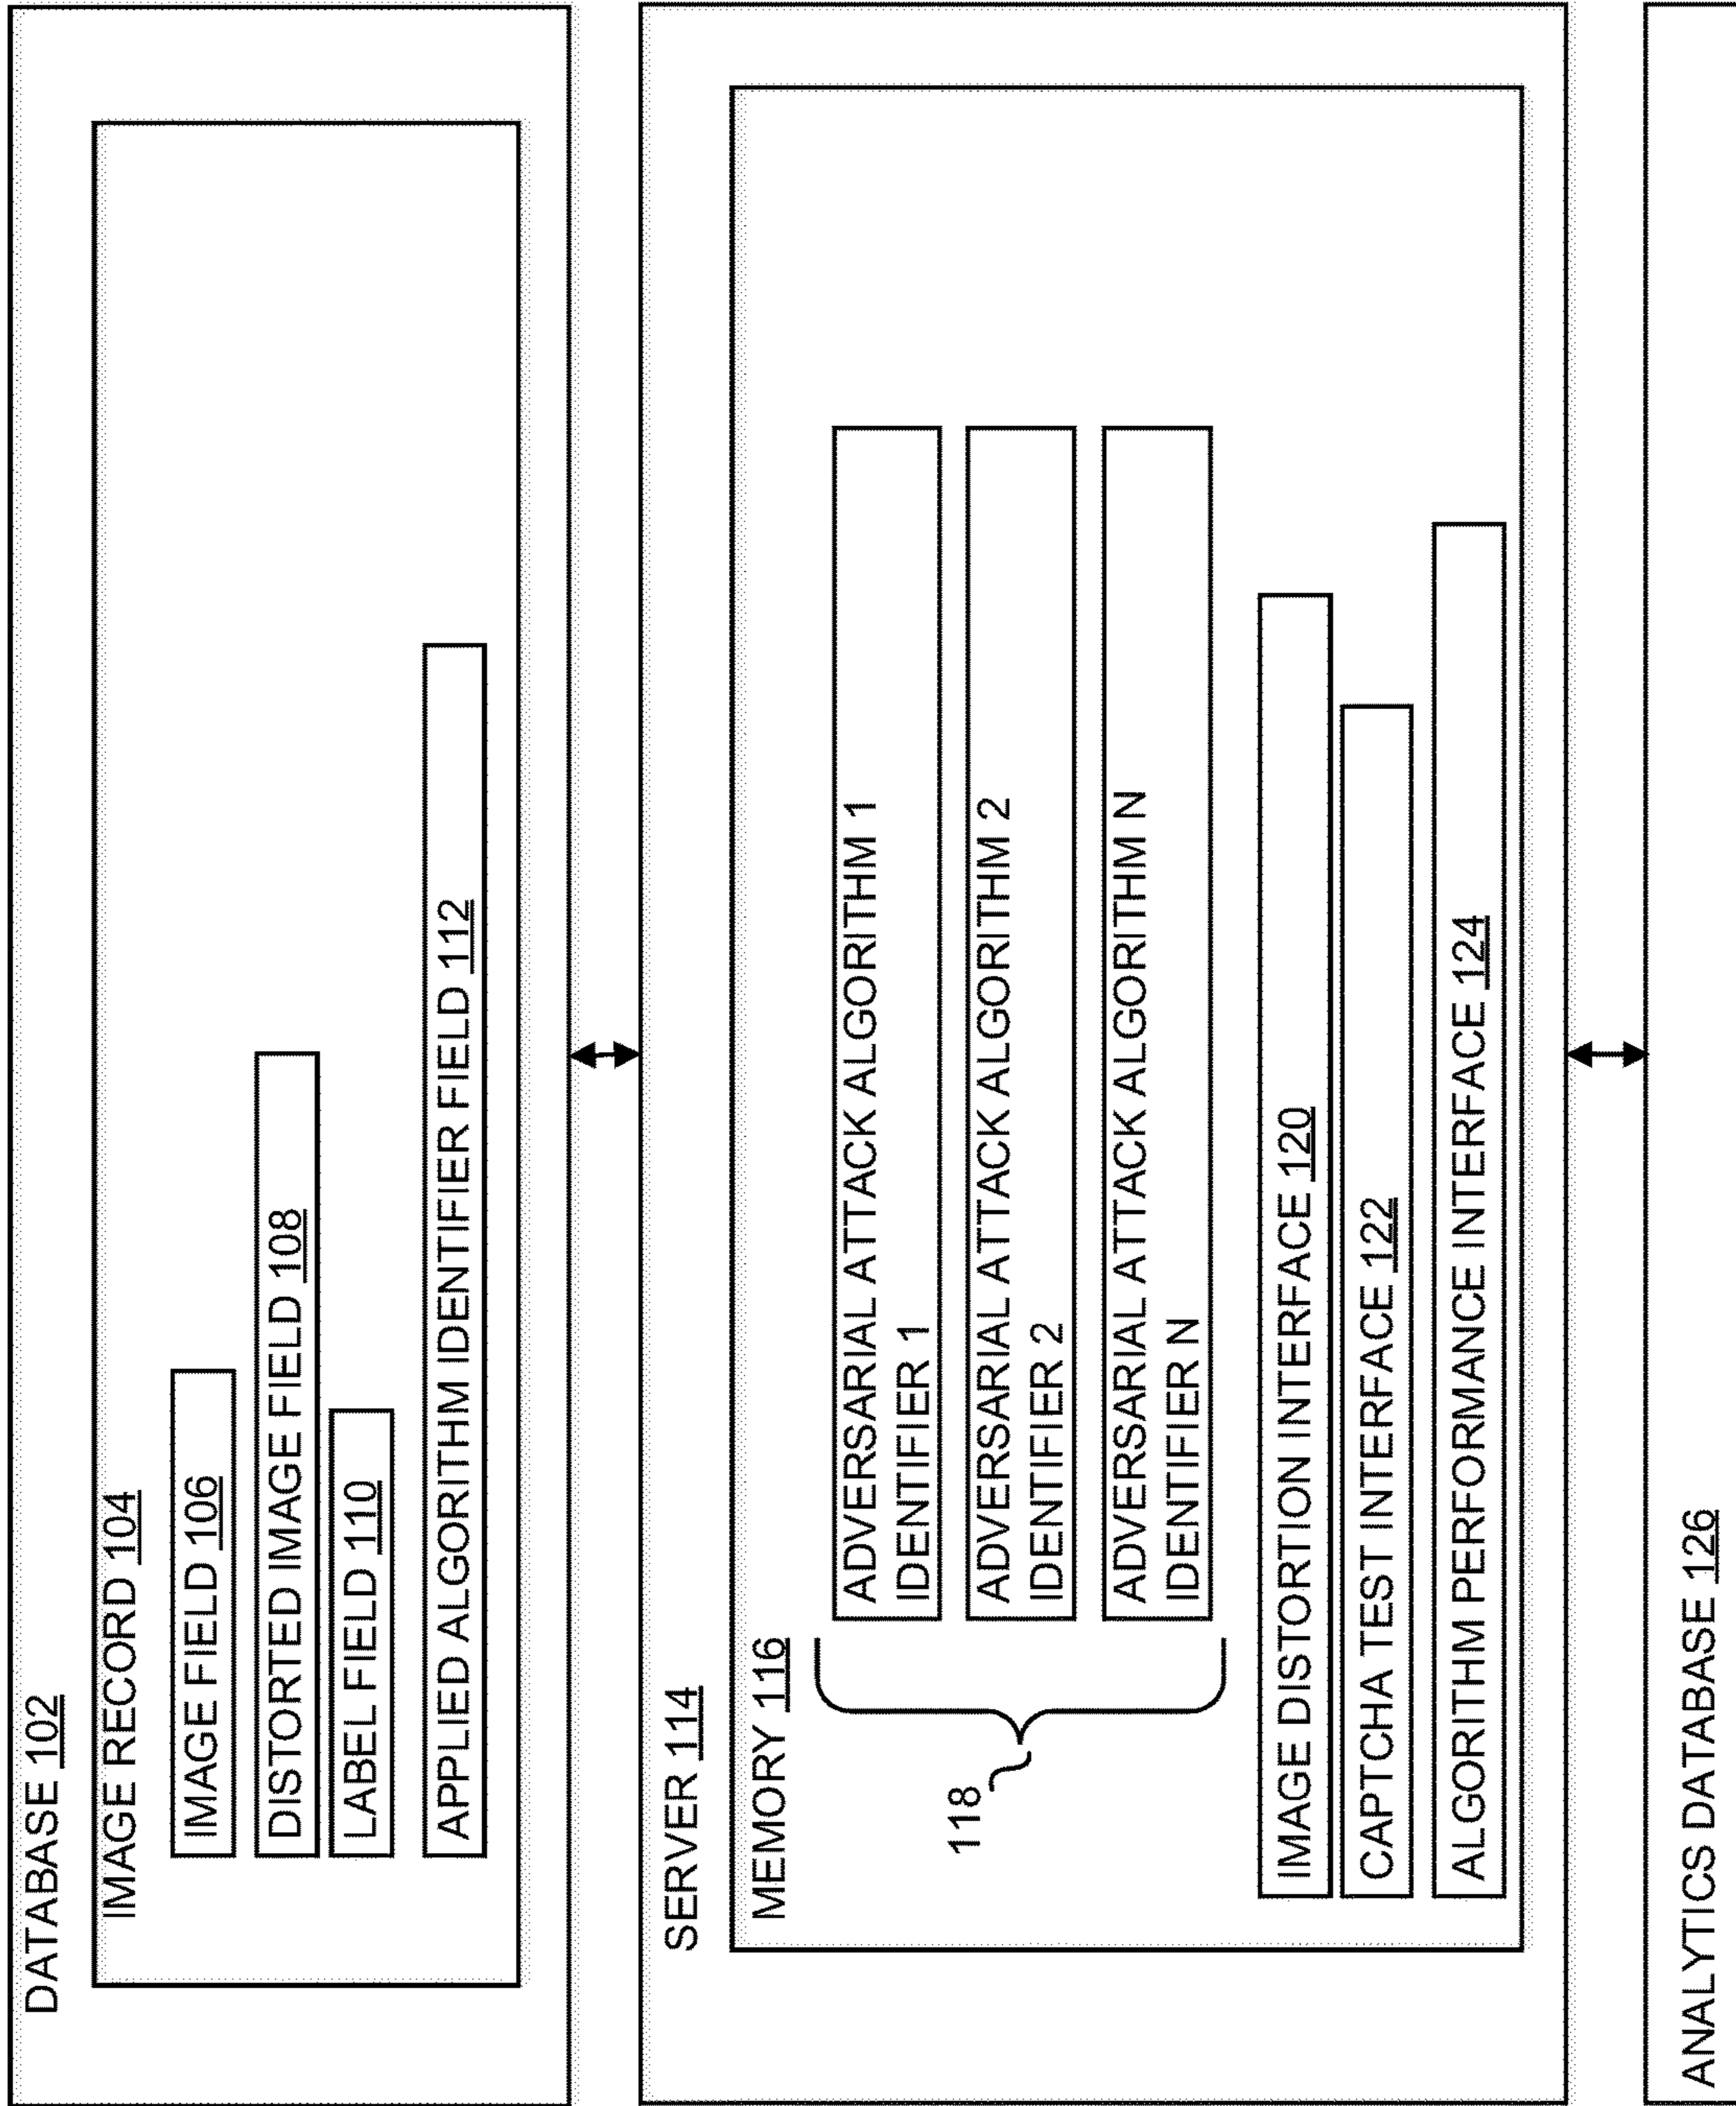 DATABASE 102
IMAGE RECORD 104
IMAGE FIELD 106
DISTORTED IMAGE FIELD 108
LABEL FIELD 110
APPLIED ALGORITHM IDENTIFIER FIELD 112
SERVER 114
MEMORY 116
118
ADVERSARIAL ATTACK ALGORITHM 1
IDENTIFIER 1
ADVERSARIAL ATTACK ALGORITHM 2
IDENTIFIER 2
ADVERSARIAL ATTACK ALGORITHM N
IDENTIFIER N
IMAGE DISTORTION INTERFACE 120
CAPTCHA TEST INTERFACE 122
ALGORITHM PERFORMANCE INTERFACE 124
ANALYTICS DATABASE 126